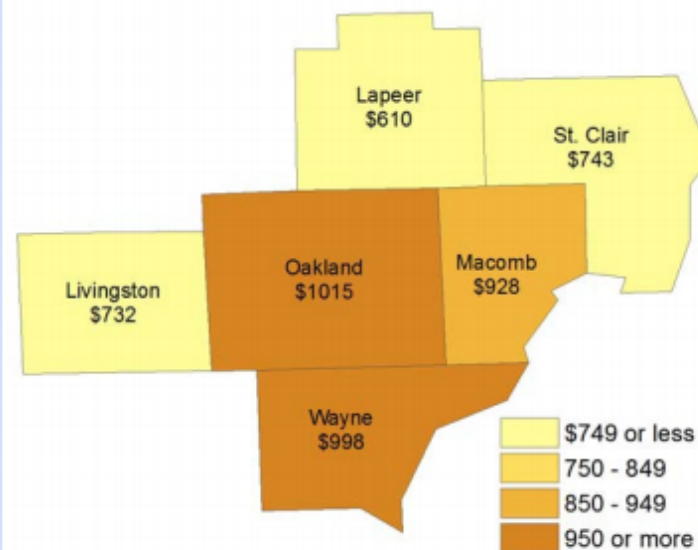 Lapeer
$610
St. Clair
$743
Oakland
$1015
Macomb
$928
Livingston
$732
Wayne
$998
$749 or less
750 - 849
850 - 949
950 or more